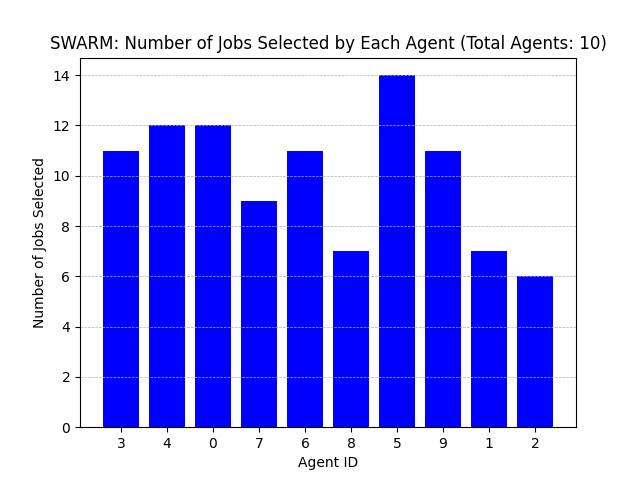 SWARM: Number of Jobs Selected by Each Agent (Total Agents: 10)
Number of Jobs Selected
14
12
10
8
6
4
2
0
3 4 0 7 6 8 5 9 1 2
Agent ID